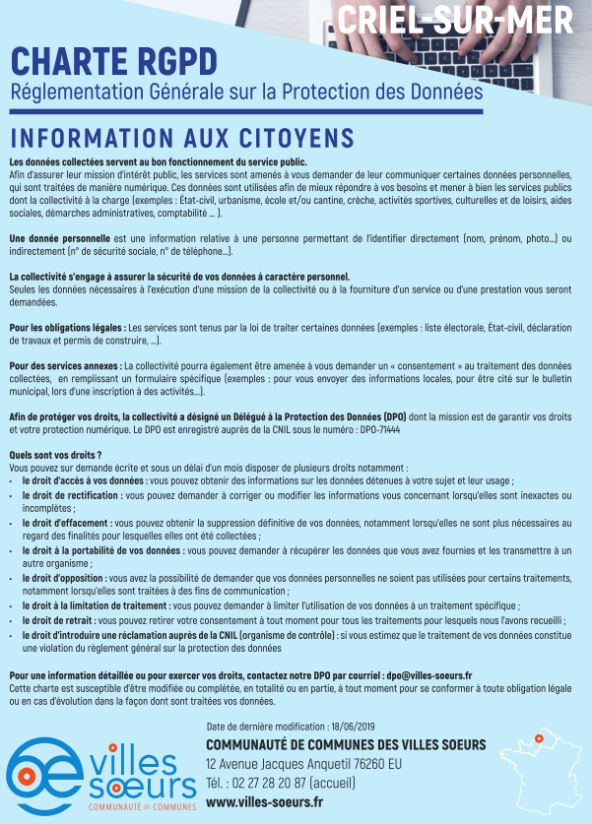 CRIEL-SUR-MER
CHARTE RGPD
Réglementation Générale sur la Protection des Données
INFORMATION AUX CITOYENS
Les données collectées servent au bon fonctionnement du service public.
Afin d'assurer leur mission d'intérêt public, les services sont amenés à vous demander de leur communiquer certaines données personnelles,
qui sont traitées de manière numérique. Ces données sont utilisées afin de mieux répondre à vos besoins et mener à bien les services publics
dont la collectivité à la charge (exemples : État-civil, urbanisme, école et/ou cantine, crèche, activités sportives, culturelles et de loisirs, aides
sociales, démarches administratives, comptabilité ... ).
Une donnée personnelle est une information relative à une personne permettant de l'identifier directement (nom, prénom, photo...) ou
indirectement (n° de sécurité sociale, n° de téléphone...).
La collectivité s'engage à assurer la sécurité de vos données à caractère personnel.
Seules les données nécessaires à l'exécution d'une mission de la collectivité ou à la fourniture d'un service ou d'une prestation vous seront
demandées.
Pour les obligations légales : Les services sont tenus par la loi de traiter certaines données (exemples : liste électorale, État-civil, déclaration
de travaux et permis de construire, ...).
Pour des services annexes : La collectivité pourra également être amenée à vous demander un « consentement » au traitement des données
collectées, en remplissant un formulaire spécifique (exemples : pour vous envoyer des informations locales, pour être cité sur le bulletin
municipal, lors d'une inscription à des activités...).
Afin de protéger vos droits, la collectivité a désigné un Délégué à la Protection des Données (DPO) dont la mission est de garantir vos droits
et votre protection numérique. Le DPO est enregistré auprès de la CNIL sous le numéro : DPO-71444
Quels sont vos droits ?
Vous pouvez sur demande écrite et sous un délai d'un mois disposer de plusieurs droits notamment :
• le droit d'accès à vos données : vous pouvez obtenir des informations sur les données détenues à votre sujet et leur usage ;
• le droit de rectification : vous pouvez demander à corriger ou modifier les informations vous concernant lorsqu'elles sont inexactes ou
incomplètes ;
• le droit d'effacement : vous pouvez obtenir la suppression définitive de vos données, notamment lorsqu'elles ne sont plus nécessaires au
regard des finalités pour lesquelles elles ont été collectées ;
• le droit à la portabilité de vos données : vous pouvez demander à récupérer les données que vous avez fournies et les transmettre à un
autre organisme ;
• le droit d'opposition : vous avez la possibilité de demander que vos données personnelles ne soient pas utilisées pour certains traitements,
notamment lorsqu'elles sont traitées à des fins de communication ;
• le droit à la limitation de traitement : vous pouvez demander à limiter l'utilisation de vos données à un traitement spécifique ;
• le droit de retrait : vous pouvez retirer votre consentement à tout moment pour tous les traitements pour lesquels nous l'avons recueilli ;
• le droit d'introduire une réclamation auprès de la CNIL (organisme de contrôle) : si vous estimez que le traitement de vos données constitue
une violation du règlement général sur la protection des données
Pour une information détaillée ou pour exercer vos droits, contactez notre DPO par courriel : dpo@villes-soeurs.fr
Cette charte est susceptible d'être modifiée ou complétée, en totalité ou en partie, à tout moment pour se conformer à toute obligation légale
ou en cas d'évolution dans la façon dont sont traitées vos données.
Date de dernière modification : 18/06/2019
COMMUNAUTÉ DE COMMUNES DES VILLES SOEURS
12 Avenue Jacques Anquetil 76260 EU
Tél. : 02 27 28 20 87 (accueil)
www.villes-soeurs.fr
villes
sœurs
COMMUNAUTÉ DE COMMUNES